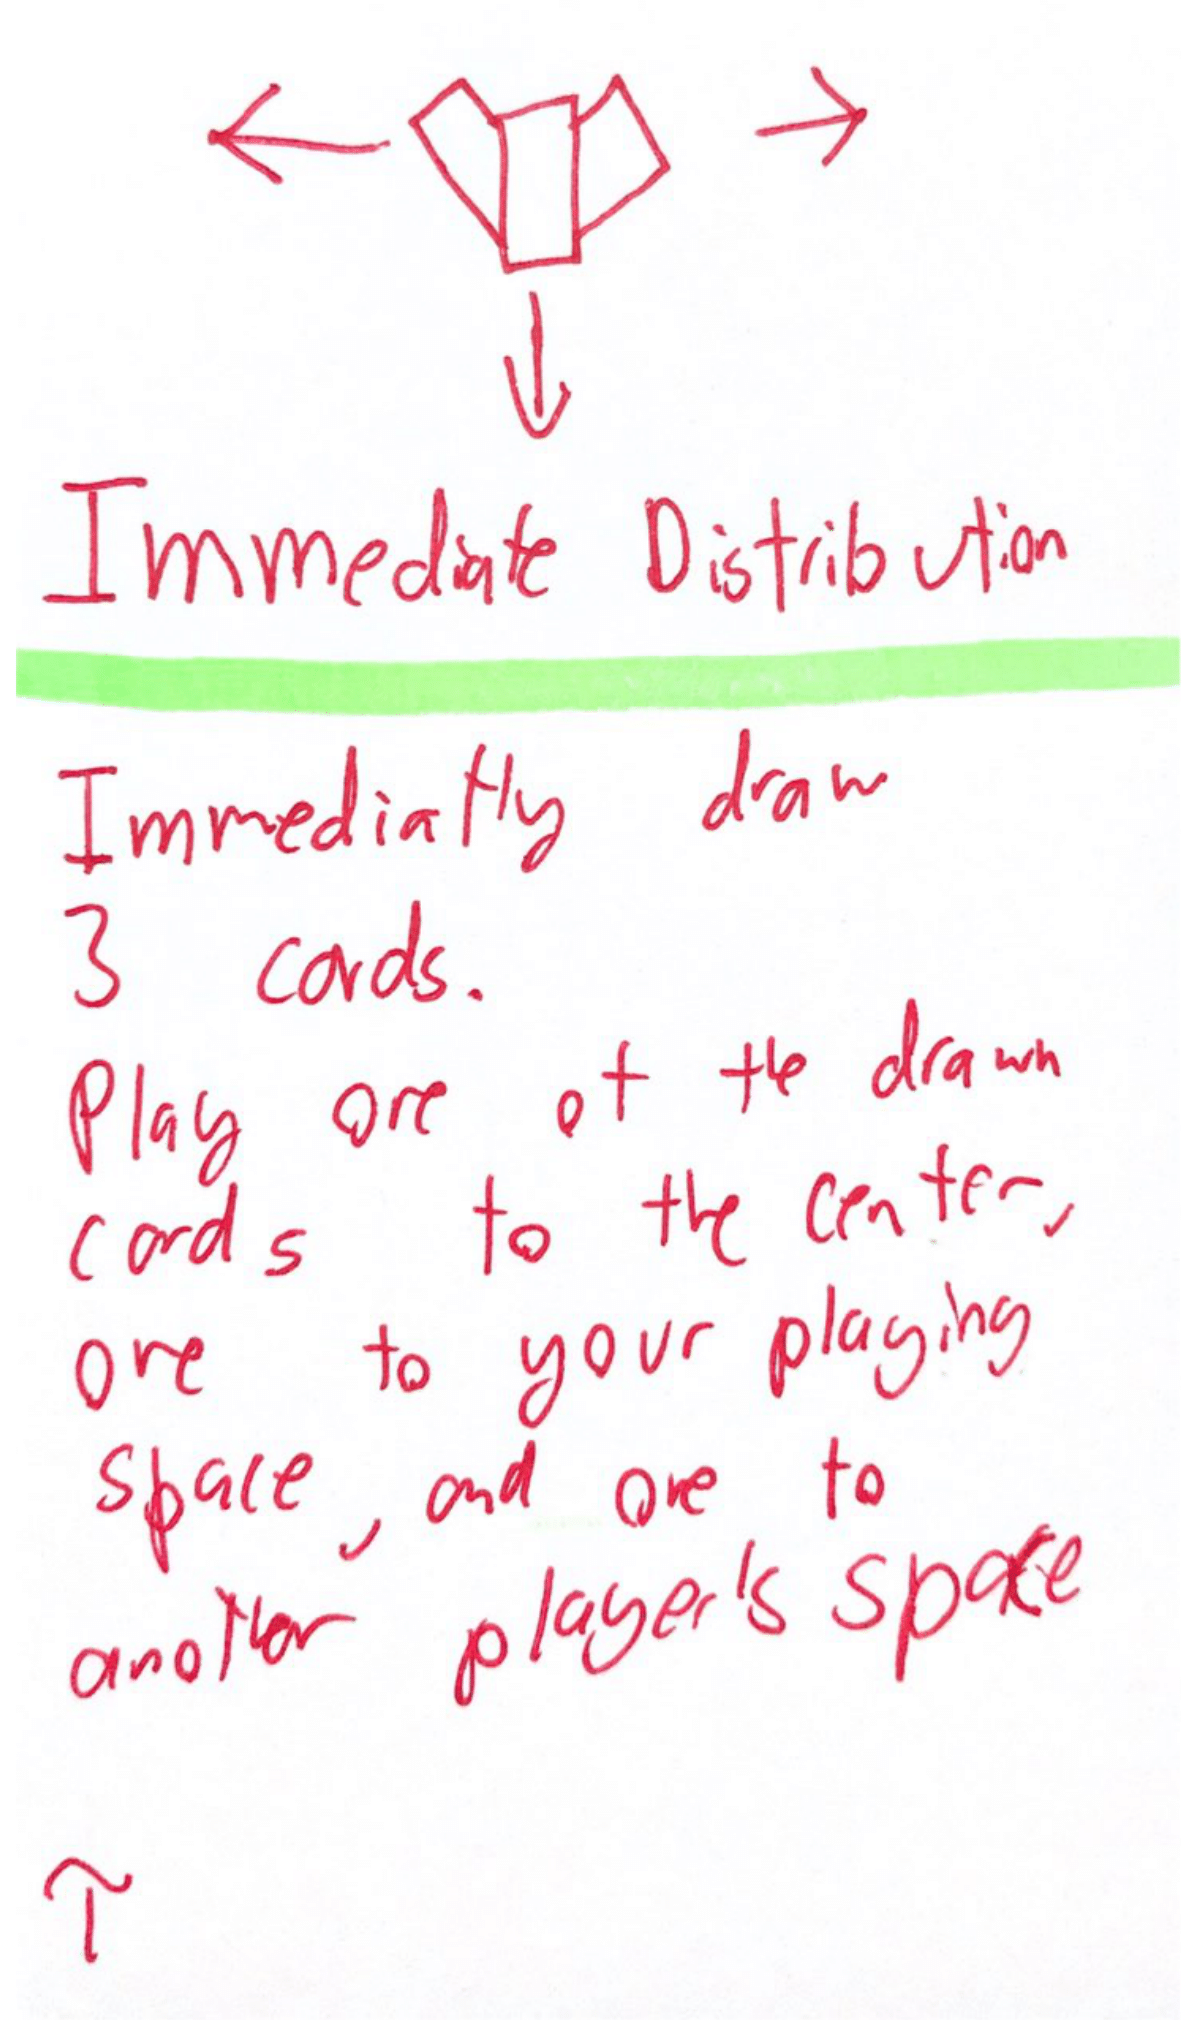 Immediate Distribution
Immediatly draw
3 cards.
Play one of the drawn
cards to the center,
one to your playing
space, and one to
another player's space
T